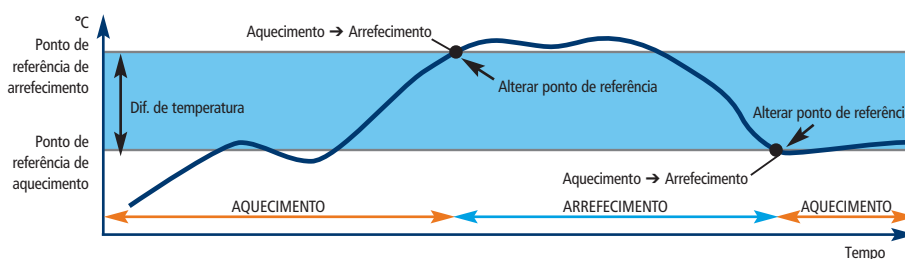 °C
Ponto de
referência de
arrefecimento
Aquecimento ➔ Arrefecimento
Alterar ponto de referência
Dif. de temperatura
Alterar ponto de referênci
Ponto de
referência de
aquecimento
Aquecimento ➔ Arrefecimento
AQUECIMENTO
ARREFECIMENTO
AQUECIMENTO
Tempo